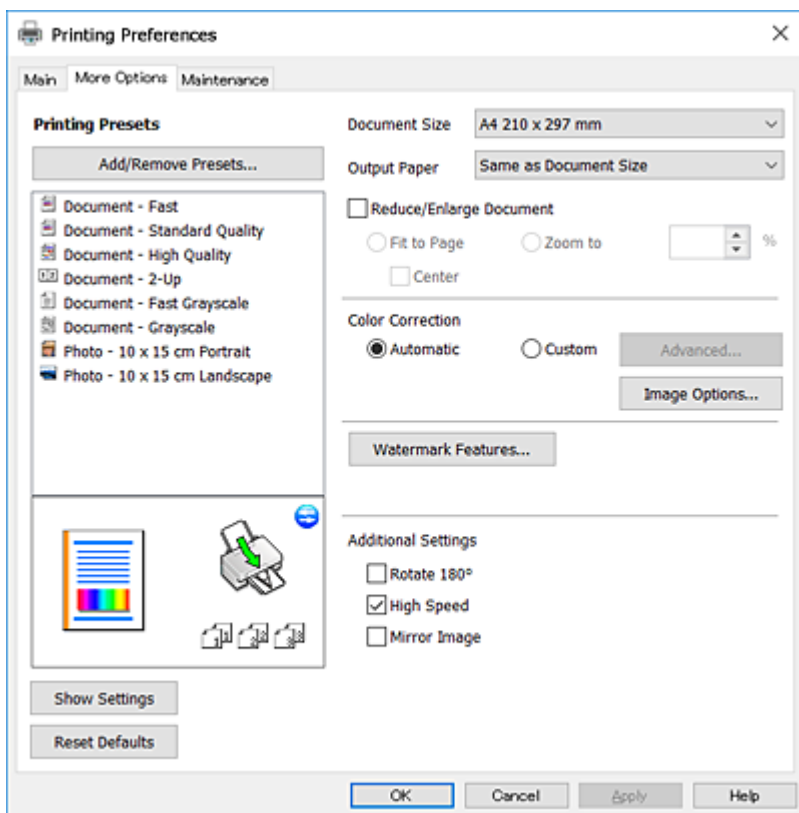 Printing Preferences
Main More Options Maintenance
Printing Presets
Add/Remove Presets...
Document - Fast
Document - Standard Quality
Document - High Quality
Document - 2-Up
Document - Fast Grayscale
Document - Grayscale
Photo - 10 x 15 cm Portrait
Photo - 10 x 15 cm Landscape
Show Settings
Reset Defaults
Document Size A4 210 x 297 mm
Output Paper Same as Document Size
Reduce/Enlarge Document
Fit to Page Zoom to %
Center
Color Correction
Automatic Custom Advanced...
Image Options...
Watermark Features...
Additional Settings
Rotate 180°
High Speed
Mirror Image
OK Cancel Apply Help